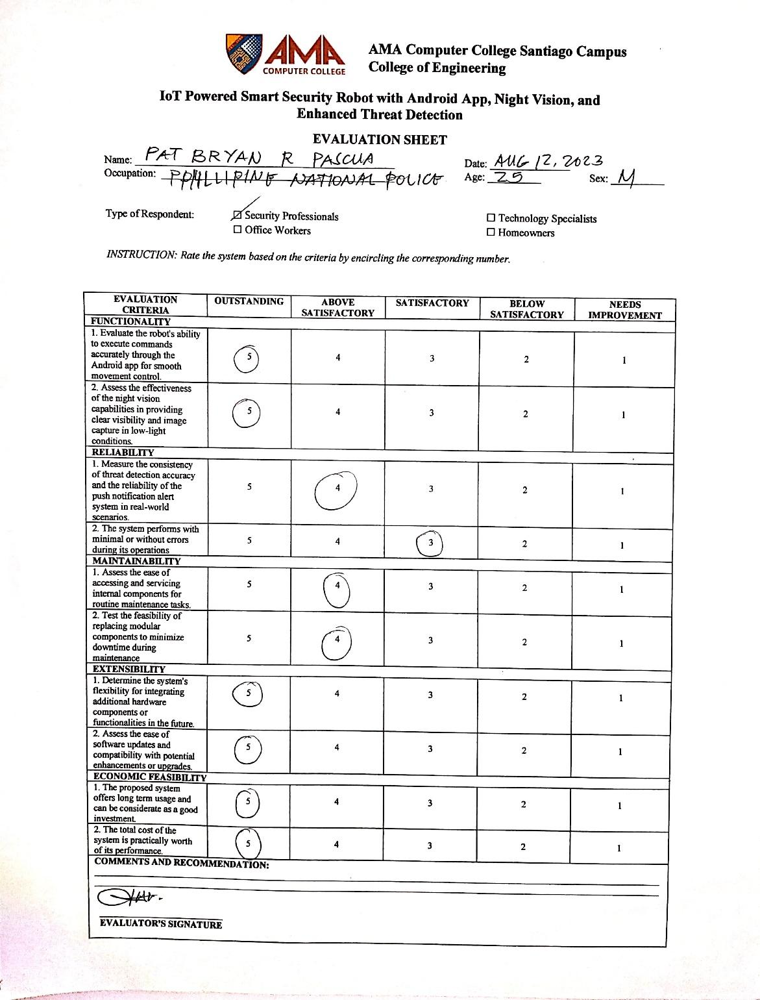 AMA
COMPUTER COLLEGE
AMA Computer College Santiago Campus
College of Engineering
IoT Powered Smart Security Robot with Android App, Night Vision, and
Enhanced Threat Detection
EVALUATION SHEET
Name: PAT BRYAN R PASCUA Date: AUG 12, 2023
Occupation: PPHILLIPINE NATIONAL POLICE Age: 25 Sex: M
Type of Respondent: ☑ Security Professionals ☐ Technology Specialists
☐ Office Workers ☐ Homeowners
INSTRUCTION: Rate the system based on the criteria by encircling the corresponding number.
EVALUATION CRITERIA OUTSTANDING ABOVE SATISFACTORY SATISFACTORY BELOW SATISFACTORY NEEDS IMPROVEMENT
FUNCTIONALITY
1. Evaluate the robot's ability
to execute commands
accurately through the
Android app for smooth
movement control.
5 4 3 2 1
2. Assess the effectiveness
of the night vision
capabilities in providing
clear visibility and image
capture in low-light
conditions.
5 4 3 2 1
RELIABILITY
1. Measure the consistency
of threat detection accuracy
and the reliability of the
push notification alert
system in real-world
scenarios.
5 4 3 2 1
2. The system performs with
minimal or without errors
during its operations
5 4 3 2 1
MAINTAINABILITY
1. Assess the ease of
accessing and servicing
internal components for
routine maintenance tasks.
5 4 3 2 1
2. Test the feasibility of
replacing modular
components to minimize
downtime during
maintenance
5 4 3 2 1
EXTENSIBILITY
1. Determine the system's
flexibility for integrating
additional hardware
components or
functionalities in the future.
5 4 3 2 1
2. Assess the ease of
software updates and
compatibility with potential
enhancements or upgrades.
5 4 3 2 1
ECONOMIC FEASIBILITY
1. The proposed system
offers long term usage and
can be considerate as a good
investment.
5 4 3 2 1
2. The total cost of the
system is practically worth
of its performance.
5 4 3 2 1
COMMENTS AND RECOMMENDATION:
EVALUATOR'S SIGNATURE